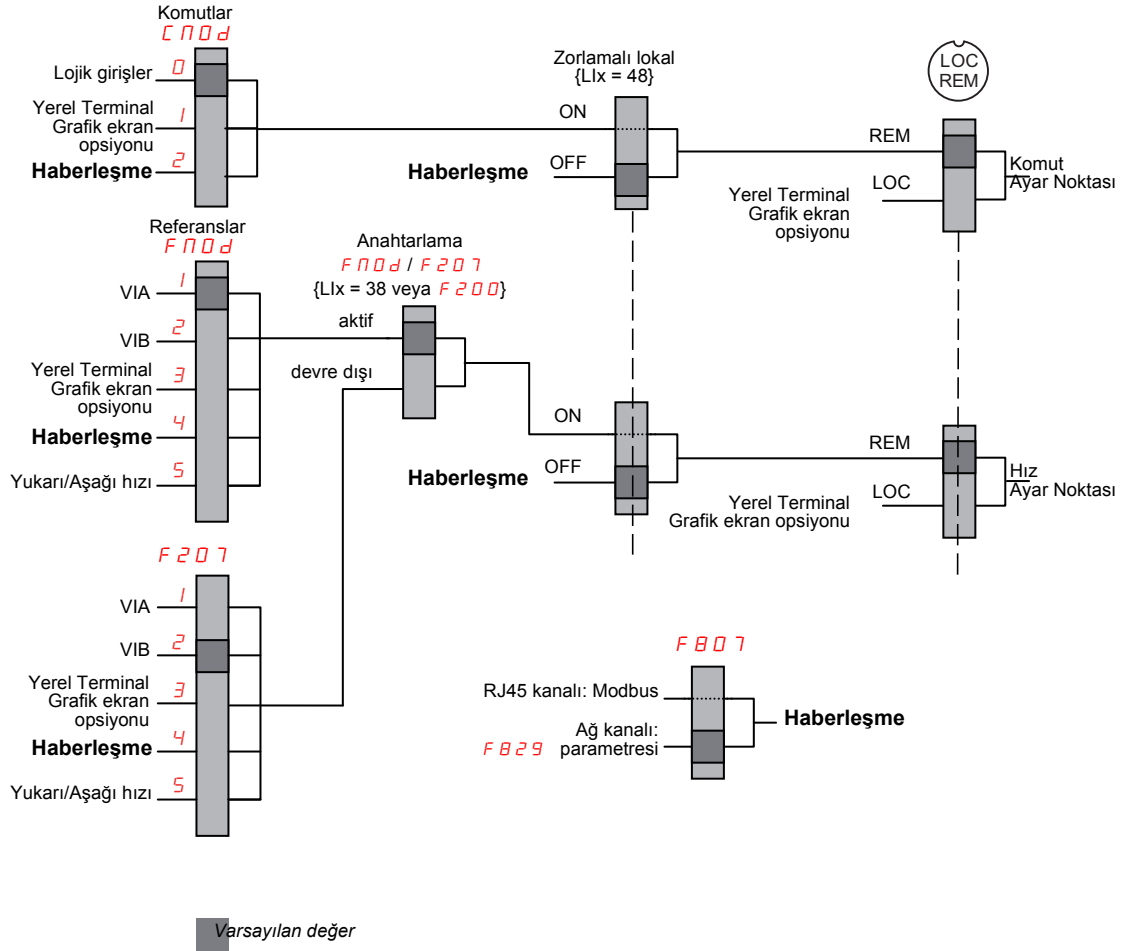 Komutlar
CMOd
Lojik girişler
0
Yerel Terminal
Grafik ekran
opsiyonu
1
Haberleşme
2
Zorlamalı lokal
{LIx = 48}
ON
Haberleşme
OFF
LOC
REM
REM
LOC
Yerel Terminal
Grafik ekran
opsiyonu
Komut
Ayar Noktası
Referanslar
FMOd
VIA
1
VIB
2
Yerel Terminal
Grafik ekran
opsiyonu
3
Haberleşme
4
Yukarı/Aşağı hızı
5
Anahtarlama
FMOd / F207
{LIx = 38 veya F200}
aktif
devre dışı
ON
Haberleşme
OFF
REM
LOC
Yerel Terminal
Grafik ekran opsiyonu
Hız
Ayar Noktası
F207
VIA
1
VIB
2
Yerel Terminal
Grafik ekran
opsiyonu
3
Haberleşme
4
Yukarı/Aşağı hızı
5
F807
RJ45 kanalı: Modbus
Ağ kanalı:
F829 parametresi
Haberleşme
Varsayılan değer